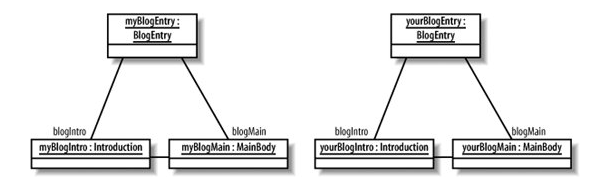 myBlogEntry :
BlogEntry
blogIntro
blogMain
myBlogIntro : Introduction
myBlogMain : MainBody
yourBlogEntry :
BlogEntry
blogIntro
blogMain
yourBlogIntro : Introduction
yourBlogMain : MainBody